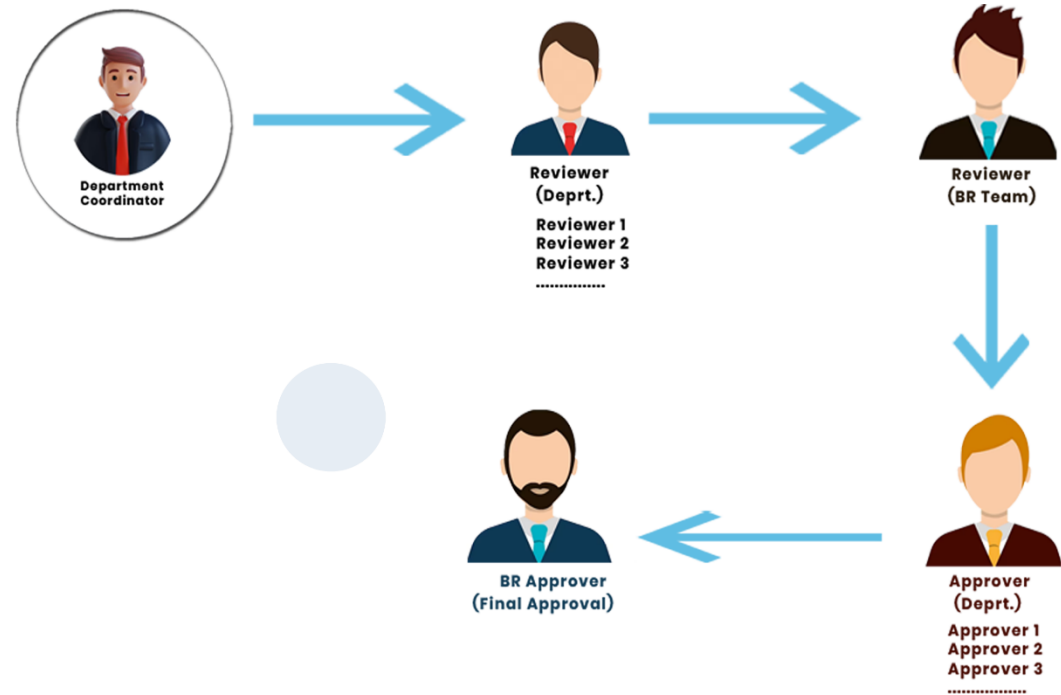 Department
Coordinator
Reviewer
(Deprt.)
Reviewer 1
Reviewer 2
Reviewer 3
...............
Reviewer
(BR Team)
BR Approver
(Final Approval)
Approver
(Deprt.)
Approver 1
Approver 2
Approver 3
.................